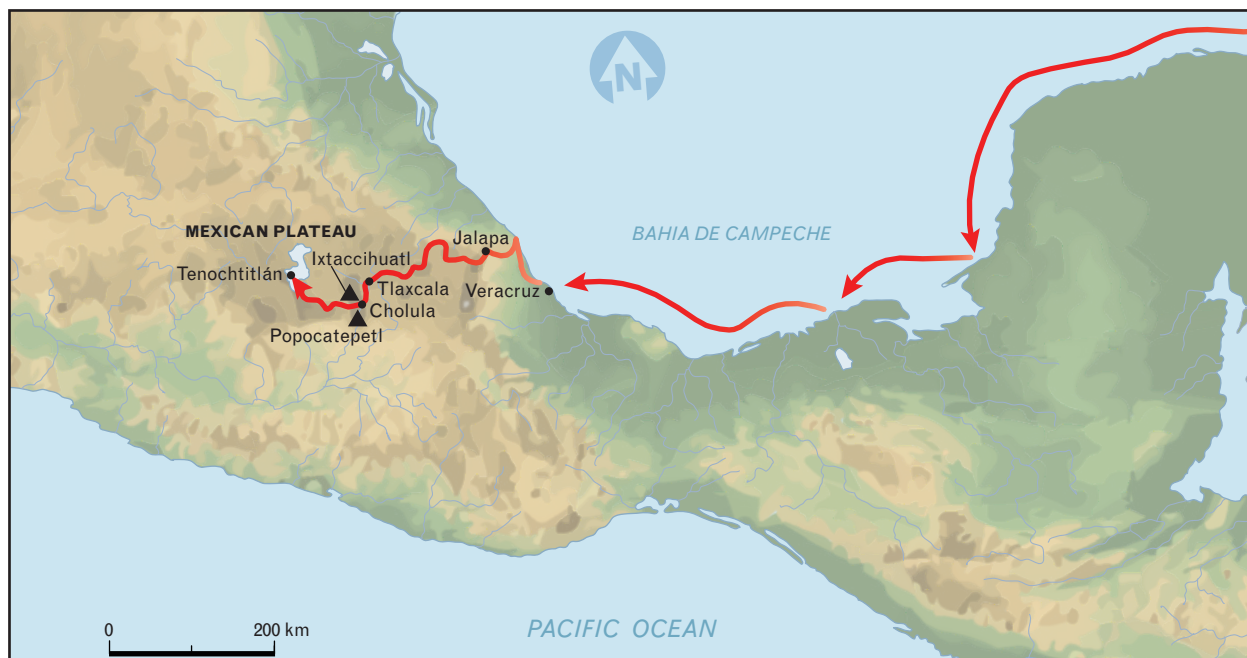 N
MEXICAN PLATEAU
BAHIA DE CAMPECHE
Jalapa
Ixtaccihuatl
Tenochtitlán
Tlaxcala
Veracruz
Cholula
Popocatepetl
PACIFIC OCEAN
0 200 km